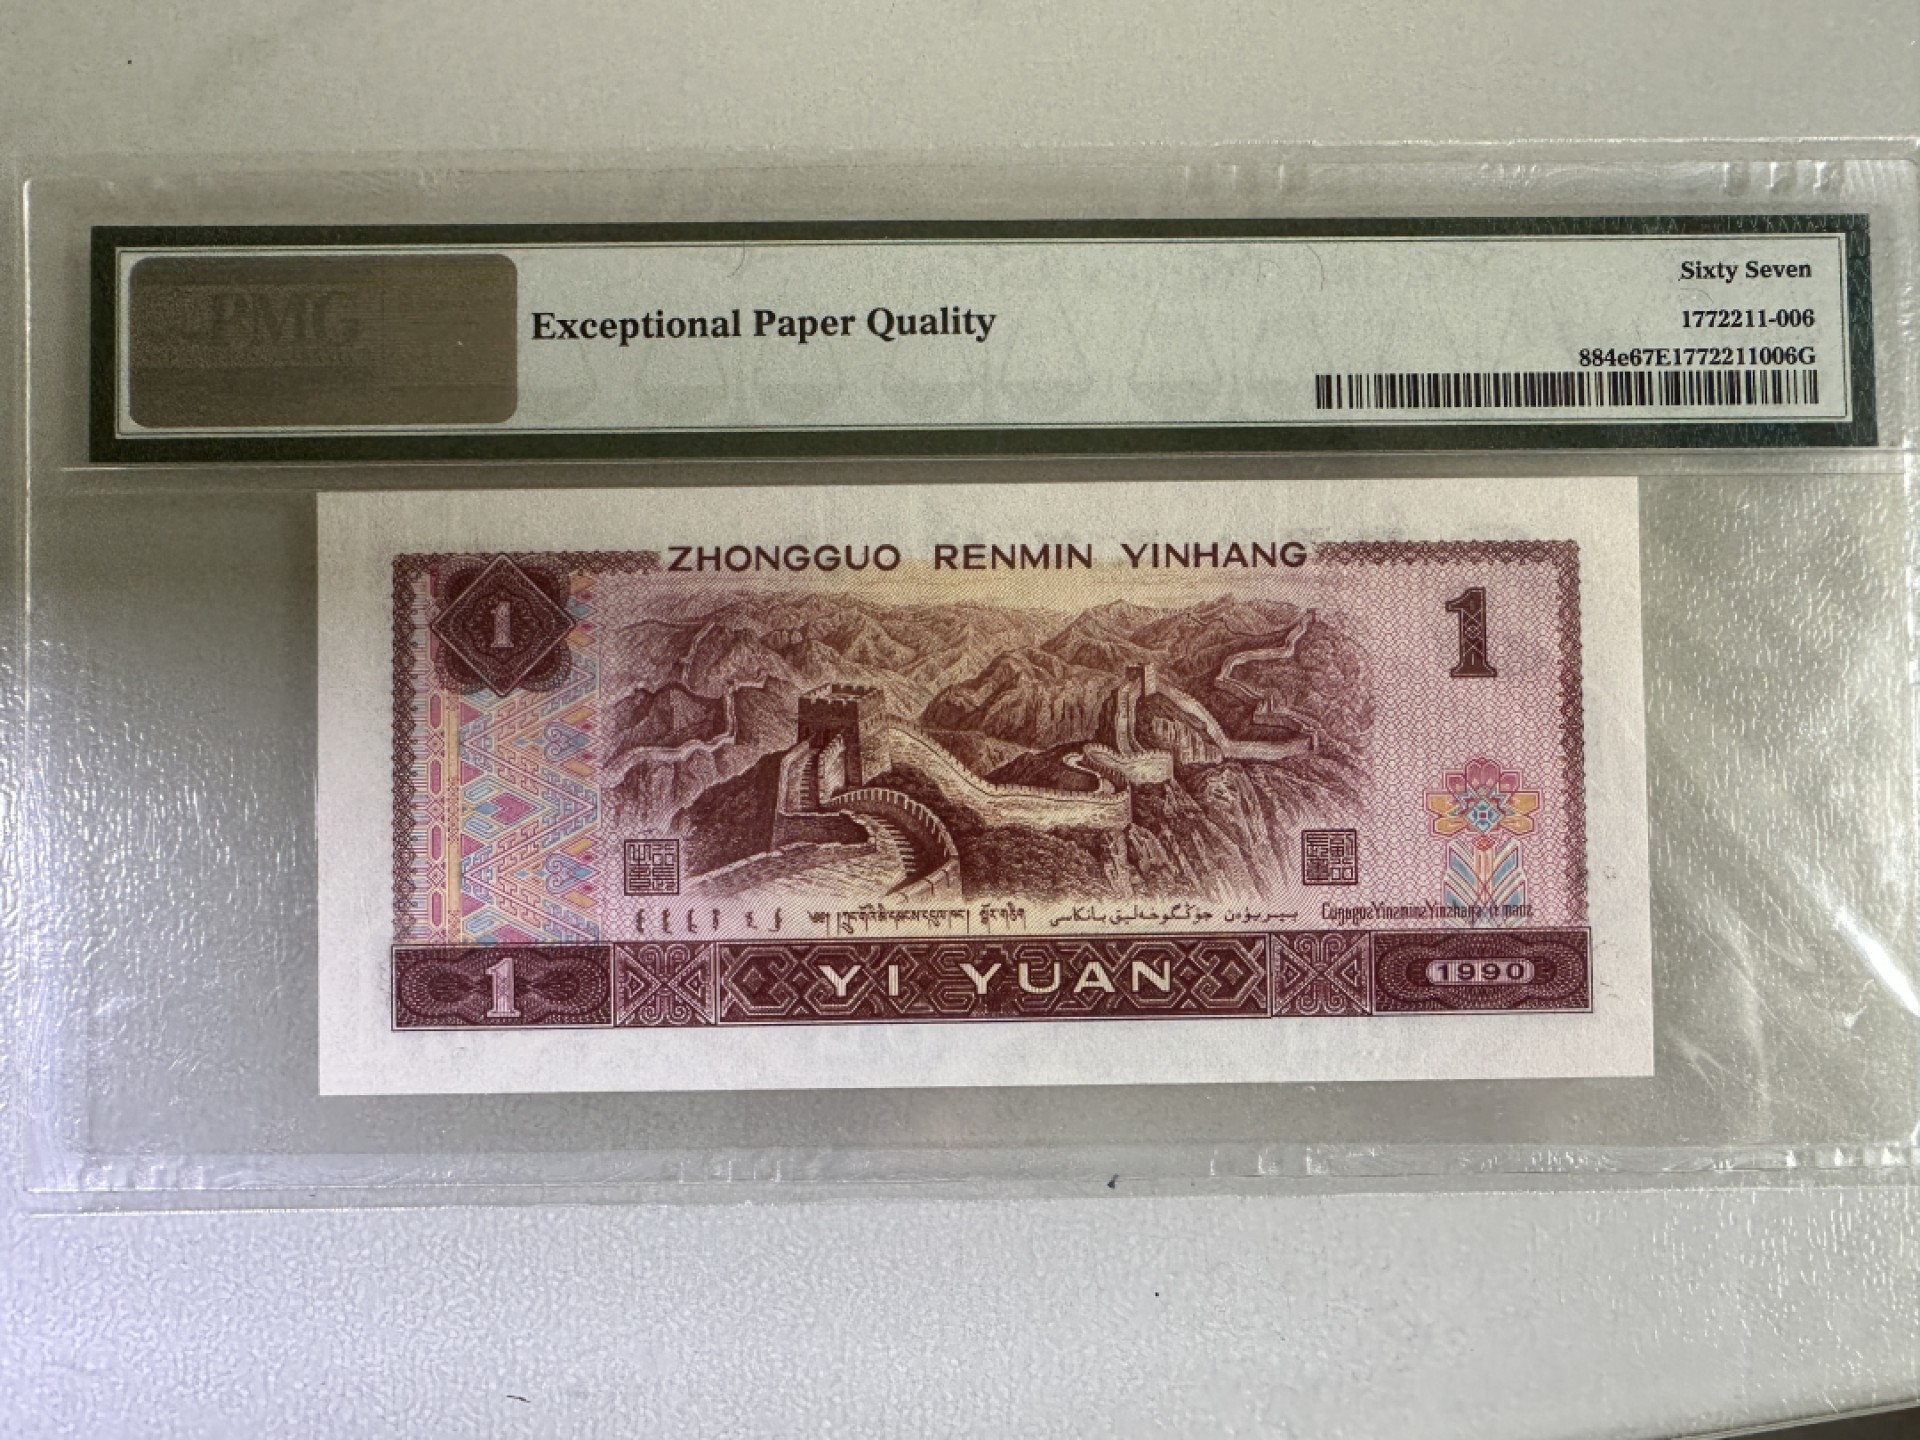 PMG
Exceptional Paper Quality
Sixty Seven
1772211-006
884e67E1772211006G
ZHONGGUO RENMIN YINHANG
1
1
YI YUAN
1
1990